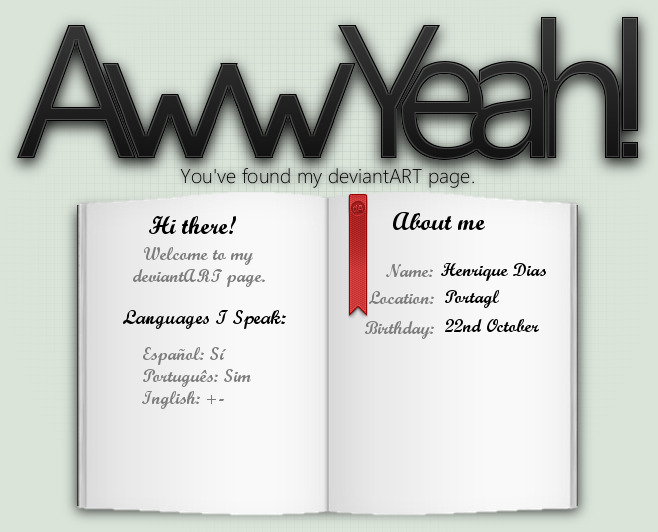 AwwYeah!
You've found my deviantART page.
Hi there!
Welcome to my
deviantART page.
Languages I Speak:
Español: Sí
Português: Sim
Inglish: +-
About me
Name: Henrique Dias
Location: Portagl
Birthday: 22nd October